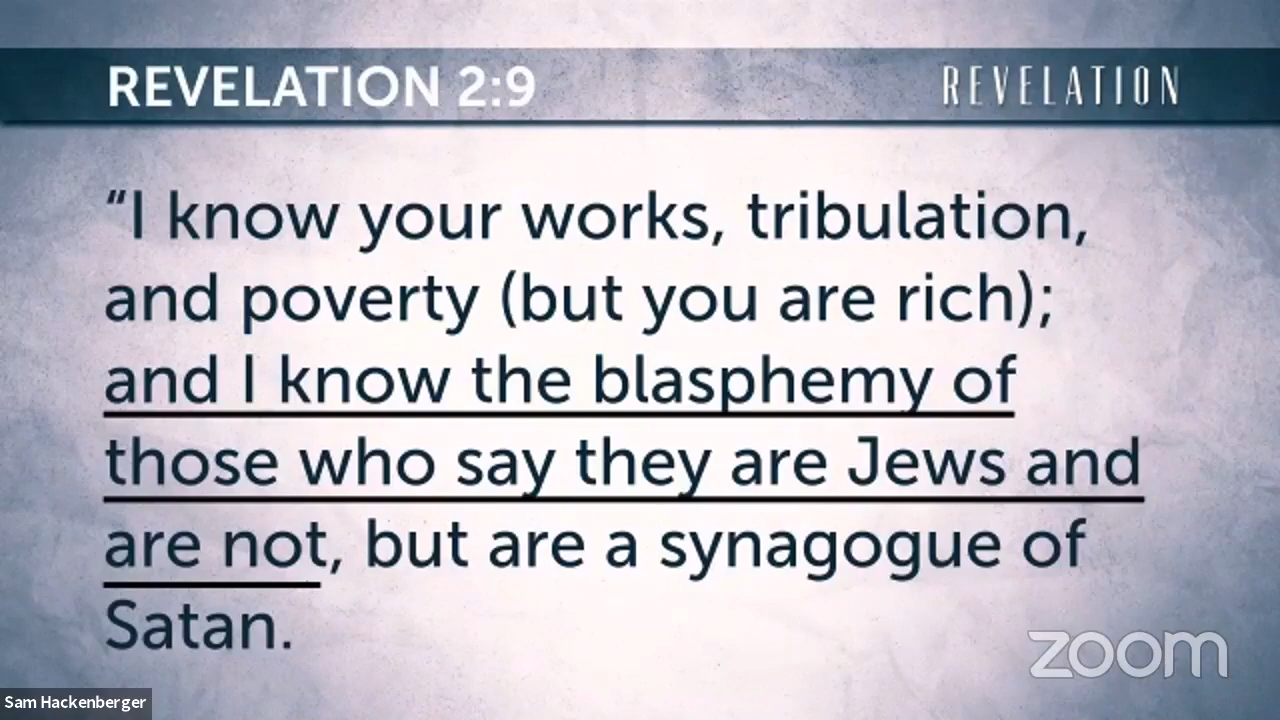 REVELATION 2:9
REVELATION
“I know your works, tribulation,
and poverty (but you are rich);
and I know the blasphemy of
those who say they are Jews and
are not, but are a synagogue of
Satan.
zoom
Sam Hackenberger